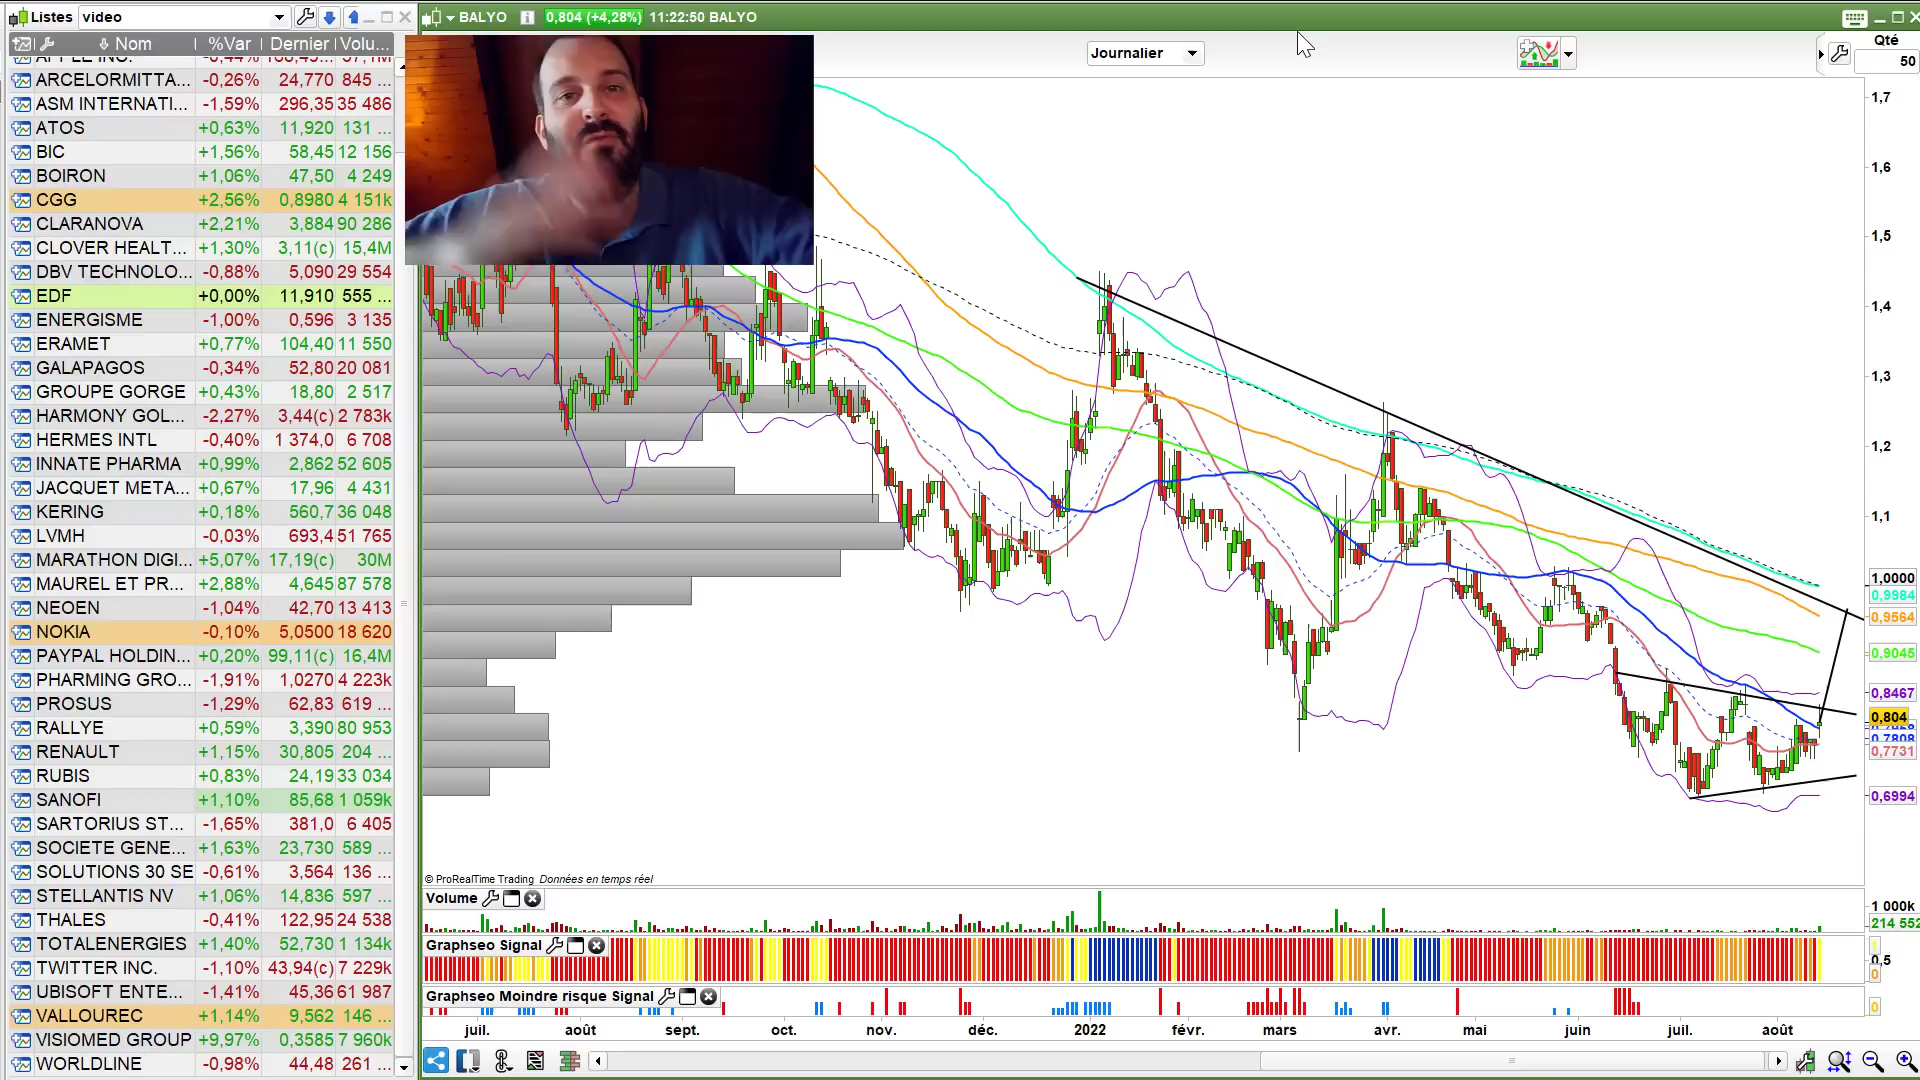 Listes video
BALYO 0,804 (+4,28%) 11:22:50 BALYO
Nom %Var Dernier Volu...
Journalier
Qté
50
ARCELORMITTA... -0,26% 24,770 845 ...
ASM INTERNATI... -1,59% 296,35 35 486
ATOS +0,63% 11,920 131 ...
BIC +1,56% 58,45 12 156
BOIRON +1,06% 47,50 4 249
CGG +2,56% 0,8980 4 151k
CLARANOVA +2,21% 3,884 90 286
CLOVER HEALT... +1,30% 3,11(c) 15,4M
DBV TECHNOLO... -0,88% 5,090 29 554
EDF +0,00% 11,910 555 ...
ENERGISME -1,00% 0,596 3 135
ERAMET +0,77% 104,40 11 550
GALAPAGOS -0,34% 52,80 20 081
GROUPE GORGE +0,43% 18,80 2 517
HARMONY GOL... -2,27% 3,44(c) 2 783k
HERMES INTL -0,40% 1 374,0 6 708
INNATE PHARMA +0,99% 2,862 52 605
JACQUET META... +0,67% 17,96 4 431
KERING +0,18% 560,7 36 048
LVMH -0,03% 693,4 51 765
MARATHON DIGI... +5,07% 17,19(c) 30M
MAUREL ET PR... +2,88% 4,645 87 578
NEOEN -1,04% 42,70 13 413
NOKIA -0,10% 5,0500 18 620
PAYPAL HOLDIN... +0,20% 99,11(c) 16,4M
PHARMING GRO... -1,91% 1,0270 4 223k
PROSUS -1,29% 62,83 619 ...
RALLYE +0,59% 3,390 80 953
RENAULT +1,15% 30,805 204 ...
RUBIS +0,83% 24,19 33 034
SANOFI +1,10% 85,68 1 059k
SARTORIUS ST... -1,65% 381,0 6 405
SOCIETE GENE... +1,63% 23,730 589 ...
SOLUTIONS 30 SE -0,61% 3,564 136 ...
STELLANTIS NV +1,06% 14,836 597 ...
THALES -0,41% 122,95 24 538
TOTALENERGIES +1,40% 52,730 1 134k
TWITTER INC. -1,10% 43,94(c) 7 229k
UBISOFT ENTE... -1,41% 45,36 61 987
VALLOUREC +1,14% 9,562 146 ...
VISIOMED GROUP +9,97% 0,3585 7 960k
WORLDLINE -0,98% 44,48 261 ...
1,7
1,6
1,5
1,4
1,3
1,2
1,1
1,0000
0,9984
0,9564
0,9045
0,8467
0,804
0,7808
0,7731
0,6994
© ProRealTime Trading Données en temps réel
Volume
1 000k
214 552
Graphseo Signal
0,5
0
Graphseo Moindre risque Signal
0
juil. août sept. oct. nov. déc. 2022 févr. mars avr. mai juin juil. août